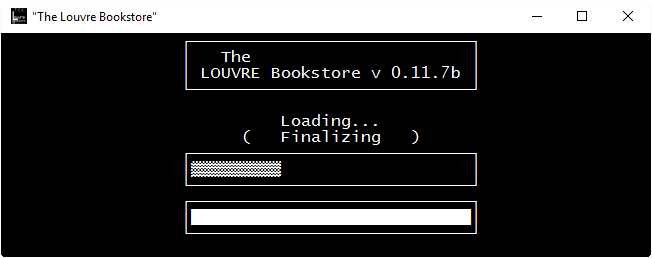 "The Louvre Bookstore"
The
LOUVRE Bookstore v 0.11.7b
Loading...
( Finalizing )